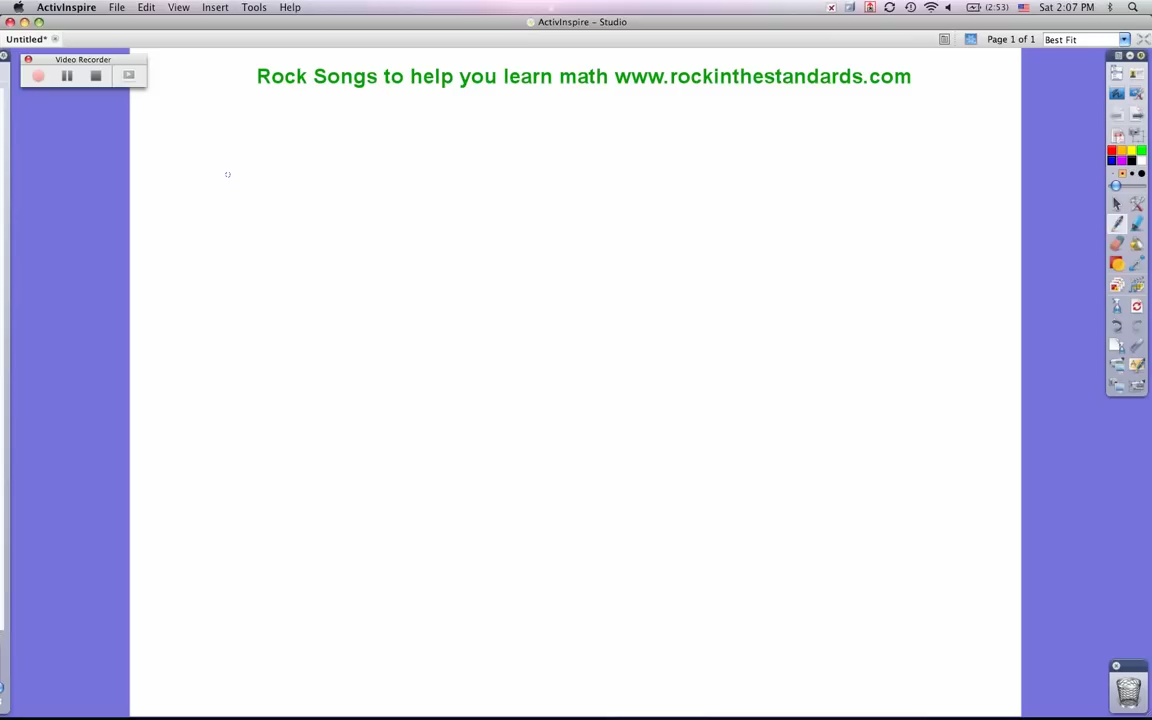 ActivInspire File Edit View Insert Tools Help (2:53) Sat 2:07 PM
ActivInspire – Studio
Untitled* Page 1 of 1 Best Fit
Video Recorder
Rock Songs to help you learn math www.rockinthestandards.com